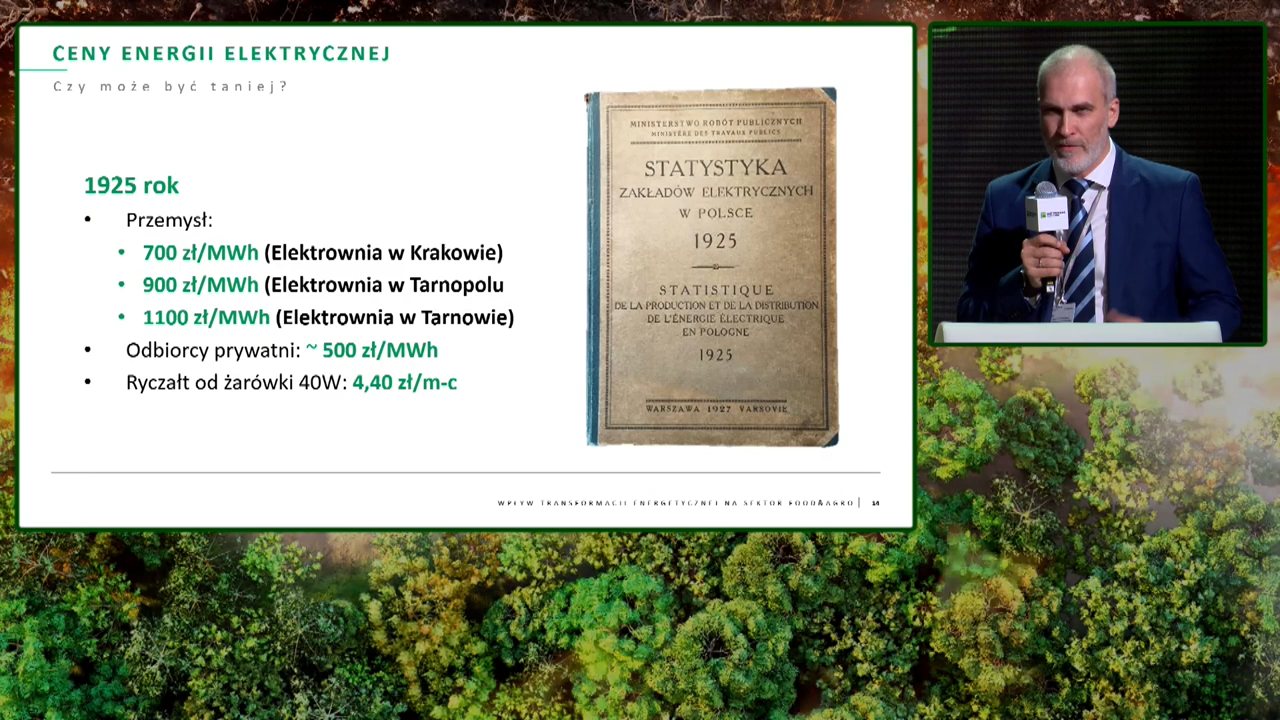 CENY ENERGII ELEKTRYCZNEJ
Czy może być taniej?
1925 rok
• Przemysł:
• 700 zł/MWh (Elektrownia w Krakowie)
• 900 zł/MWh (Elektrownia w Tarnopolu
• 1100 zł/MWh (Elektrownia w Tarnowie)
• Odbiorcy prywatni: ~ 500 zł/MWh
• Ryczałt od żarówki 40W: 4,40 zł/m-c
MINISTERSTWO ROBÓT PUBLICZNYCH
MINISTÈRE DES TRAVAUX PUBLICS
STATYSTYKA
ZAKŁADÓW ELEKTRYCZNYCH
W POLSCE
1925
STATISTIQUE
DE LA PRODUCTION ET DE LA DISTRIBUTION
DE L'ÉNERGIE ÉLECTRIQUE
EN POLOGNE
1925
WARSZAWA 1927 VARSOVIE
WPŁYW TRANSFORMACJI ENERGETYCZNEJ NA SEKTOR FOOD&AGRO | 14